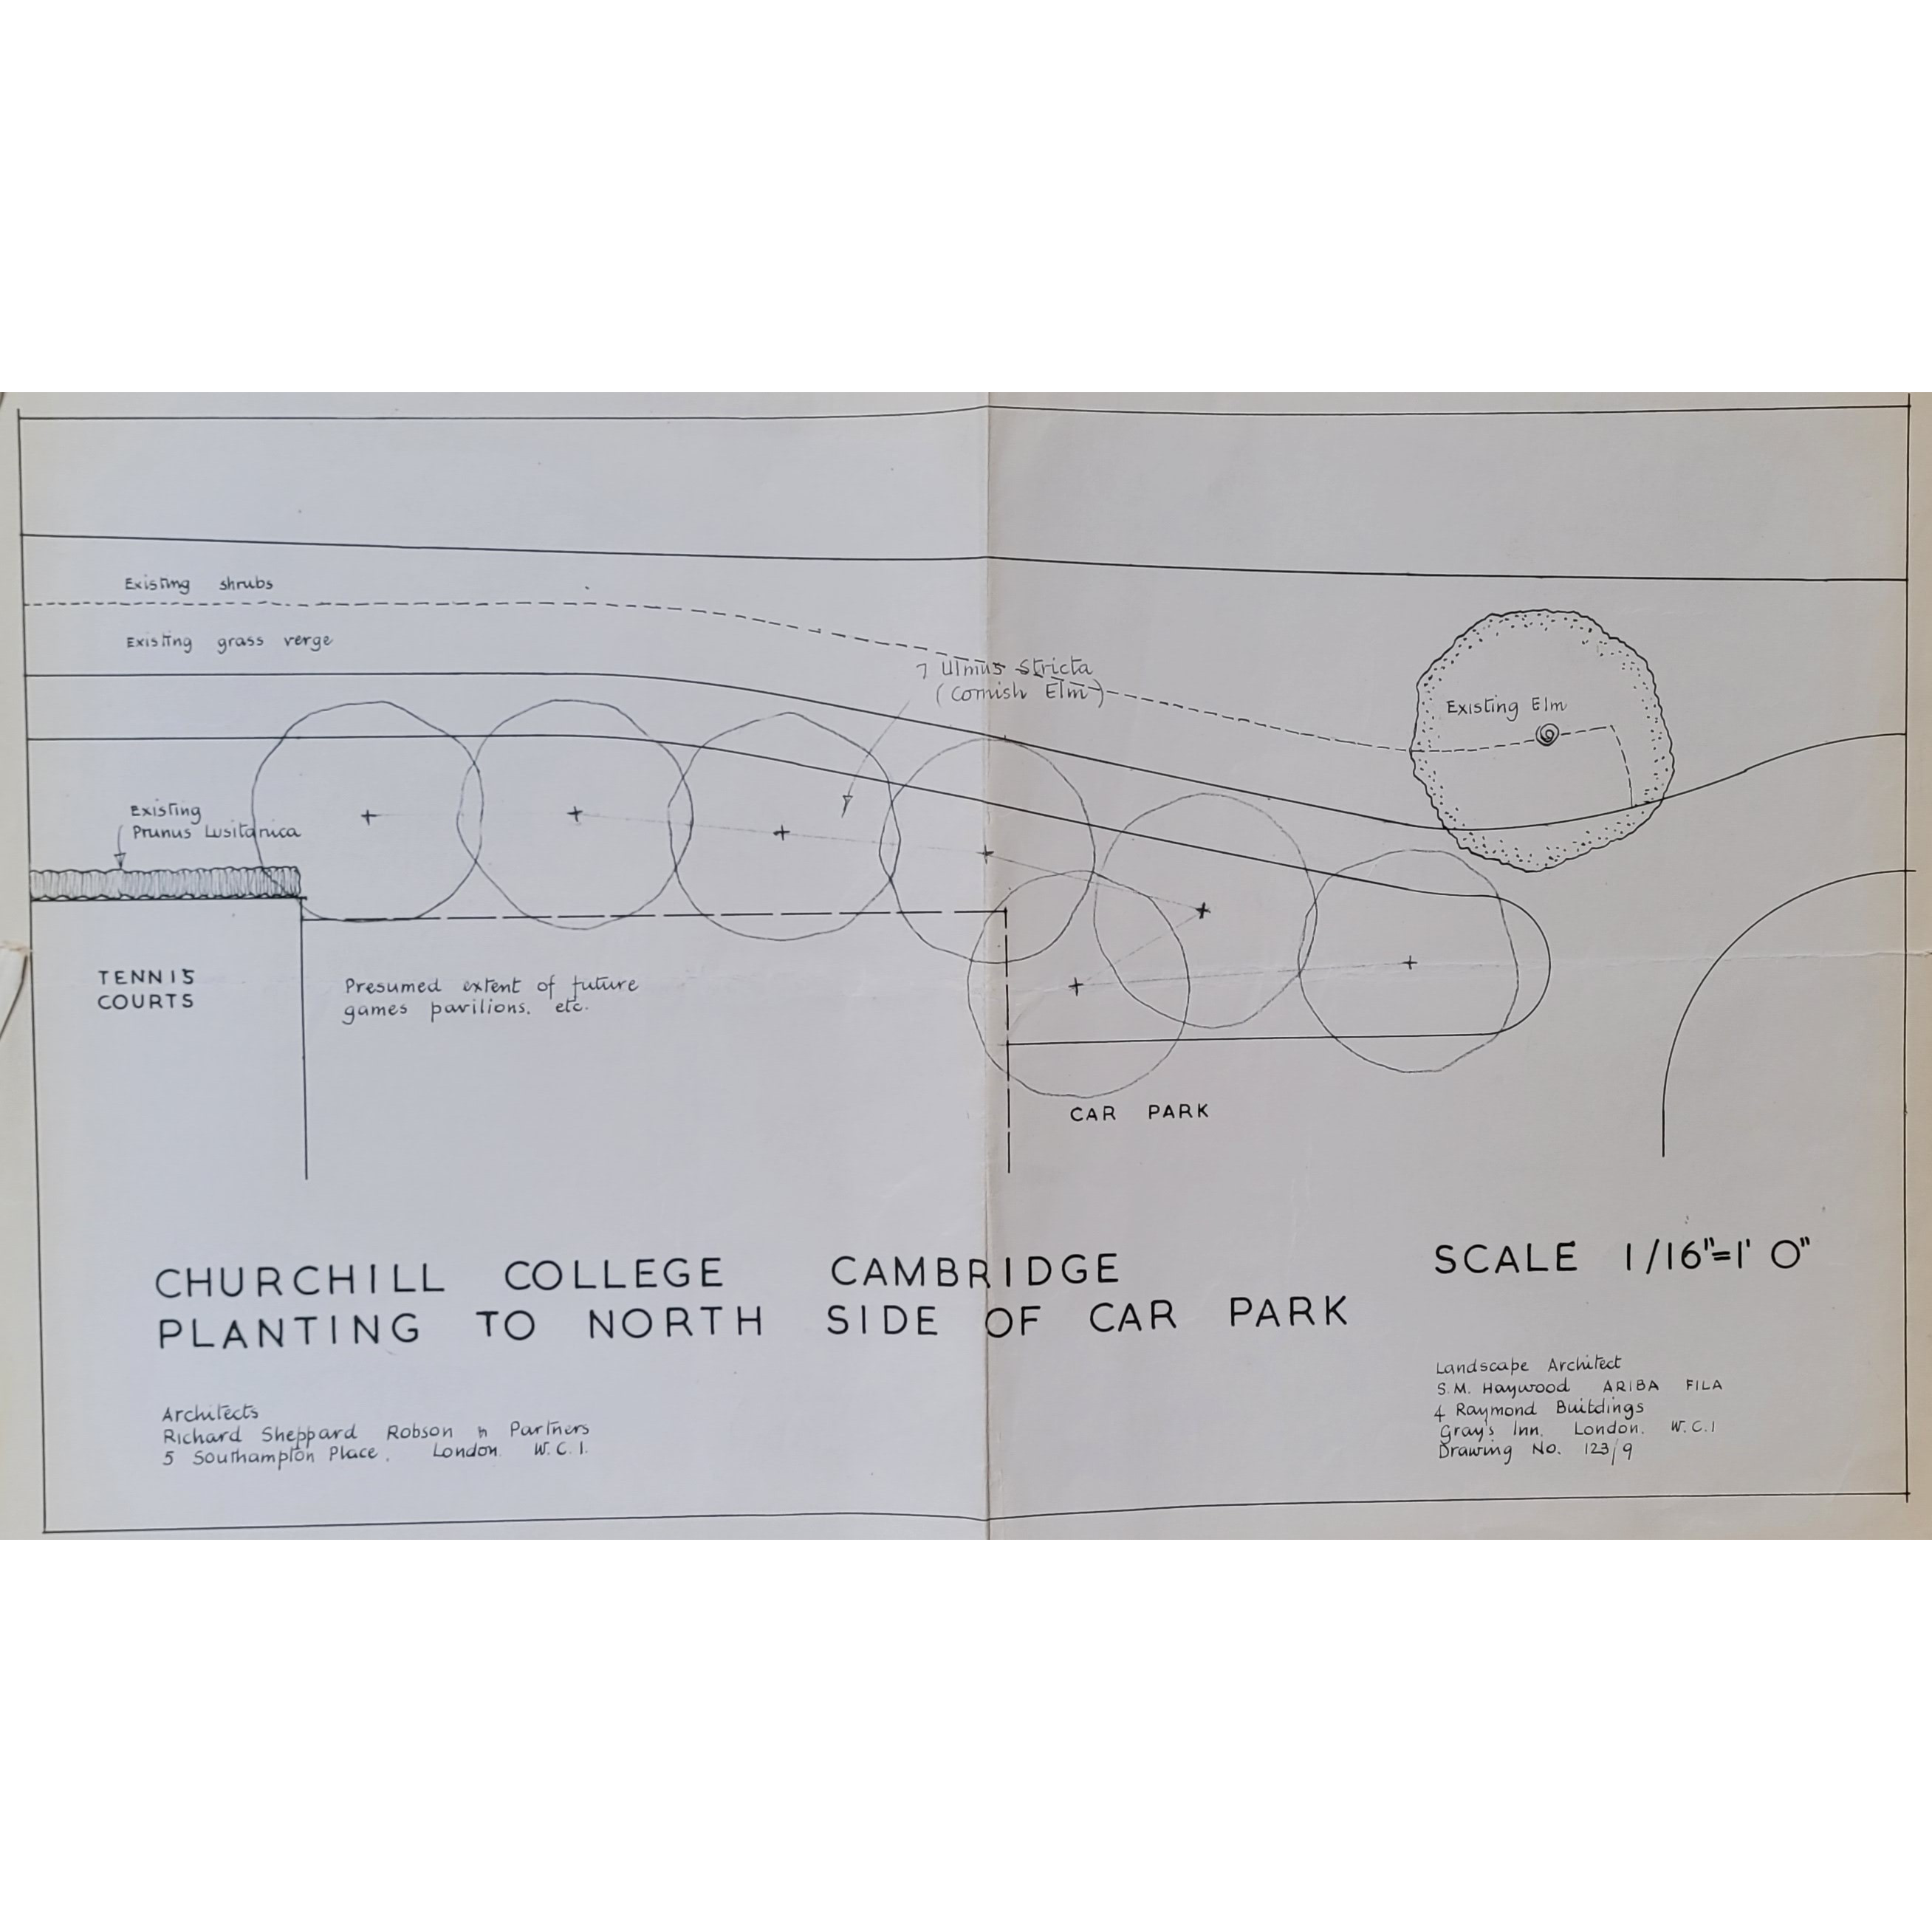 Existing shrubs
Existing grass verge
7 Ulmus Stricta
(Cornish Elm)
Existing Elm
Existing
Prunus Lusitanica
TENNIS
COURTS
Presumed extent of future
games pavilions. etc.
CAR PARK
CHURCHILL COLLEGE CAMBRIDGE
PLANTING TO NORTH SIDE OF CAR PARK
SCALE 1/16"=1' 0"
Architects
Richard Sheppard Robson & Partners
5 Southampton Place, London W.C.1.
Landscape Architect
S.M. Haywood ARIBA FILA
4 Raymond Buildings
Gray's Inn. London. W.C.1
Drawing No. 123/9